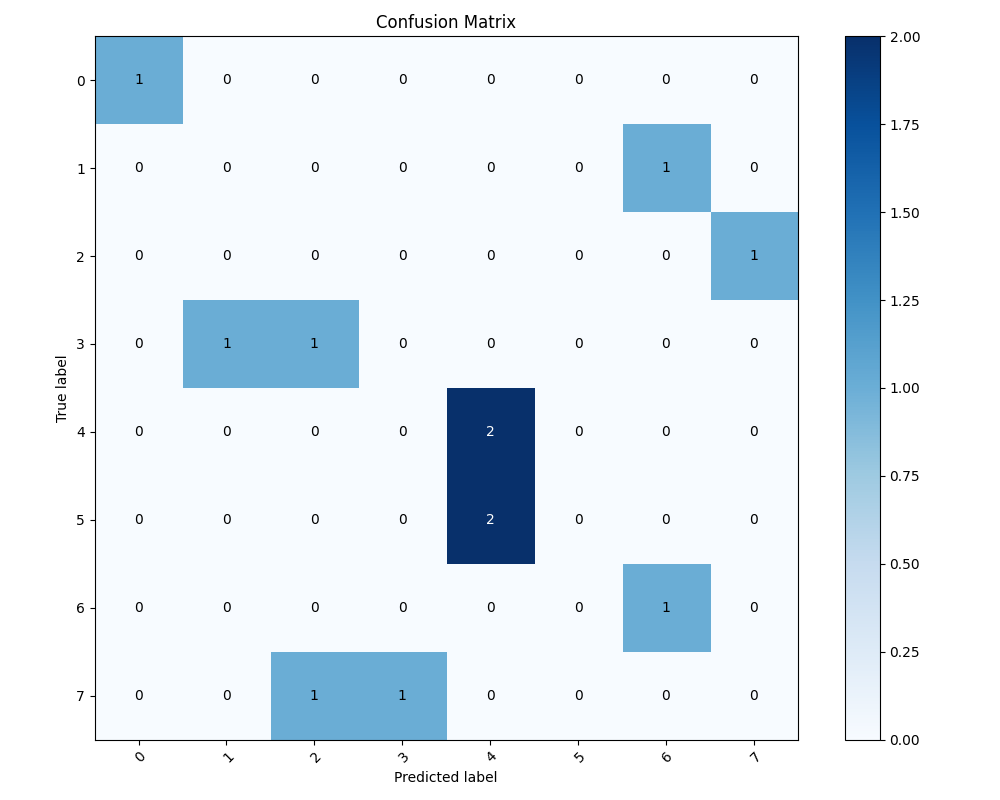 Confusion Matrix
True label
0 1 0 0 0 0 0 0 0
1 0 0 0 0 0 0 1 0
2 0 0 0 0 0 0 0 1
3 0 1 1 0 0 0 0 0
4 0 0 0 0 2 0 0 0
5 0 0 0 0 2 0 0 0
6 0 0 0 0 0 0 1 0
7 0 0 1 1 0 0 0 0
0 1 2 3 4 5 6 7
Predicted label
2.00
1.75
1.50
1.25
1.00
0.75
0.50
0.25
0.00